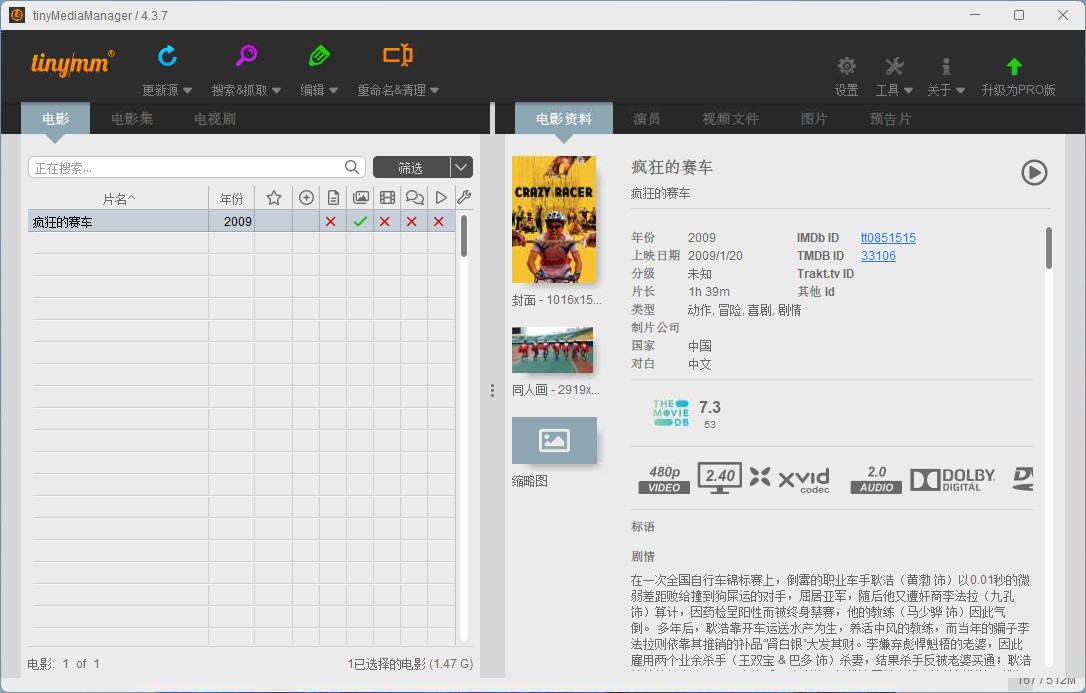 tinyMediaManager / 4.3.7
tinymm®
更新源
搜索&抓取
编辑
重命名&清理
设置
工具
关于
升级为PRO版
电影
电影集
电视剧
电影资料
演员
视频文件
图片
预告片
正在搜索...
筛选
片名^
年份
疯狂的赛车
2009
CRAZY RACER
封面 - 1016x15...
同人画 - 2919x...
缩略图
疯狂的赛车
疯狂的赛车
年份 2009 IMDb ID tt0851515
上映日期 2009/1/20 TMDB ID 33106
分级 未知 Trakt.tv ID
片长 1h 39m 其他 Id
类型 动作, 冒险, 喜剧, 剧情
制片公司
国家 中国
对白 中文
THE MOVIE DB
7.3
53
480p VIDEO
2.40
xvid codec
2.0 AUDIO
DOLBY DIGITAL
标语
剧情
在一次全国自行车锦标赛上，倒霉的职业车手耿浩（黄渤 饰）以0.01秒的微
弱差距败给撞到狗屎运的对手，屈居亚军，随后他又遭奸商李法拉（九孔
饰）算计，因药检呈阳性而被终身禁赛，他的教练（马少骅 饰）因此气
倒。 多年后，耿浩靠开车运送水产为生，养活中风的教练，而当年的骗子李
法拉则依靠其推销的补品“肾白银”大发其财。李嫌弃彪悍魁梧的老婆，因此
雇用两个业余杀手（王双宝 & 巴多 饰）杀妻，结果杀手反被老婆买通；耿浩
电影: 1 of 1
1已选择的电影 (1.47 G)
167 / 512M